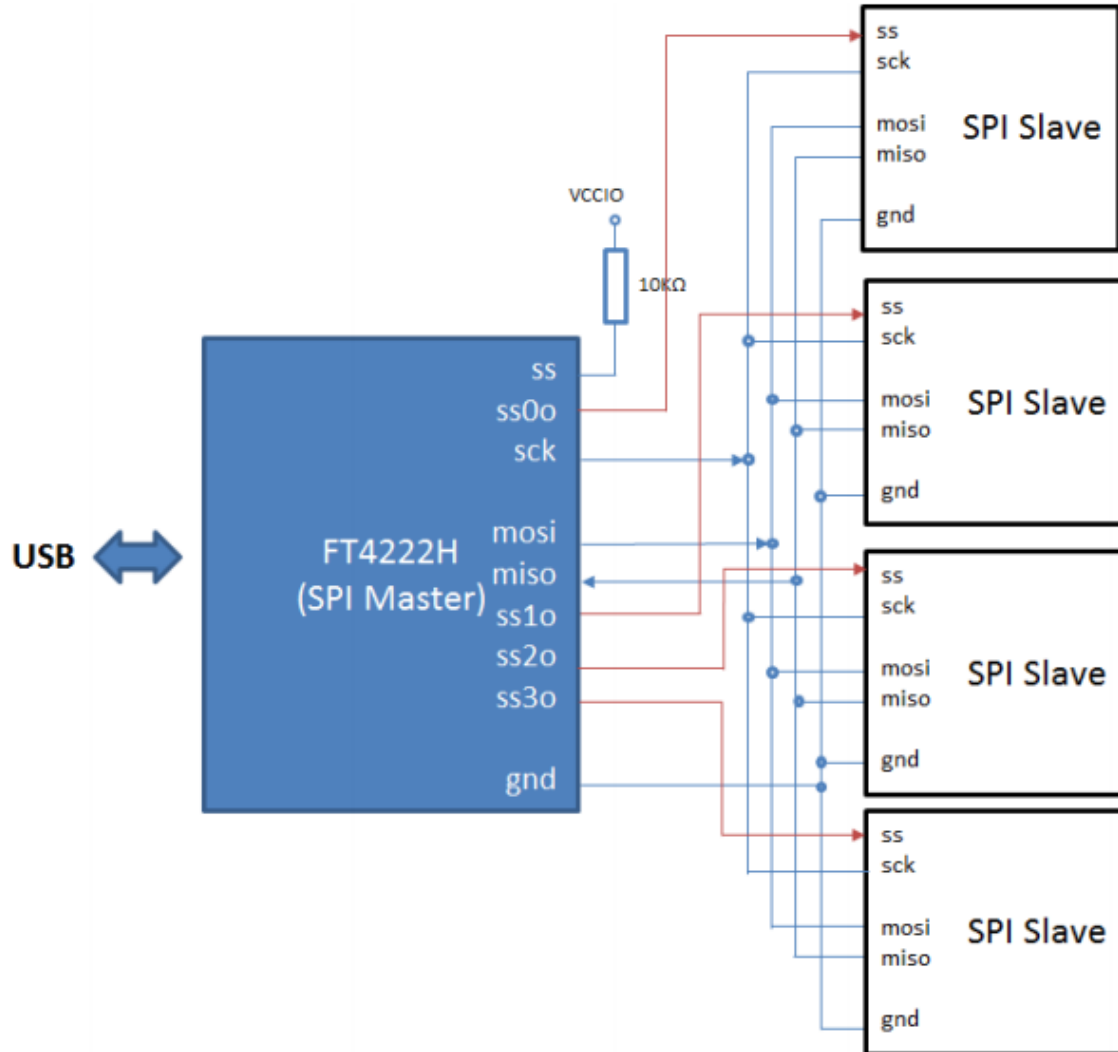 USB
FT4222H
(SPI Master)
ss
ss0o
sck
mosi
miso
ss1o
ss2o
ss3o
gnd
VCCIO
10KΩ
ss
sck
mosi
miso
gnd
SPI Slave
ss
sck
mosi
miso
gnd
SPI Slave
ss
sck
mosi
miso
gnd
SPI Slave
ss
sck
mosi
miso
gnd
SPI Slave